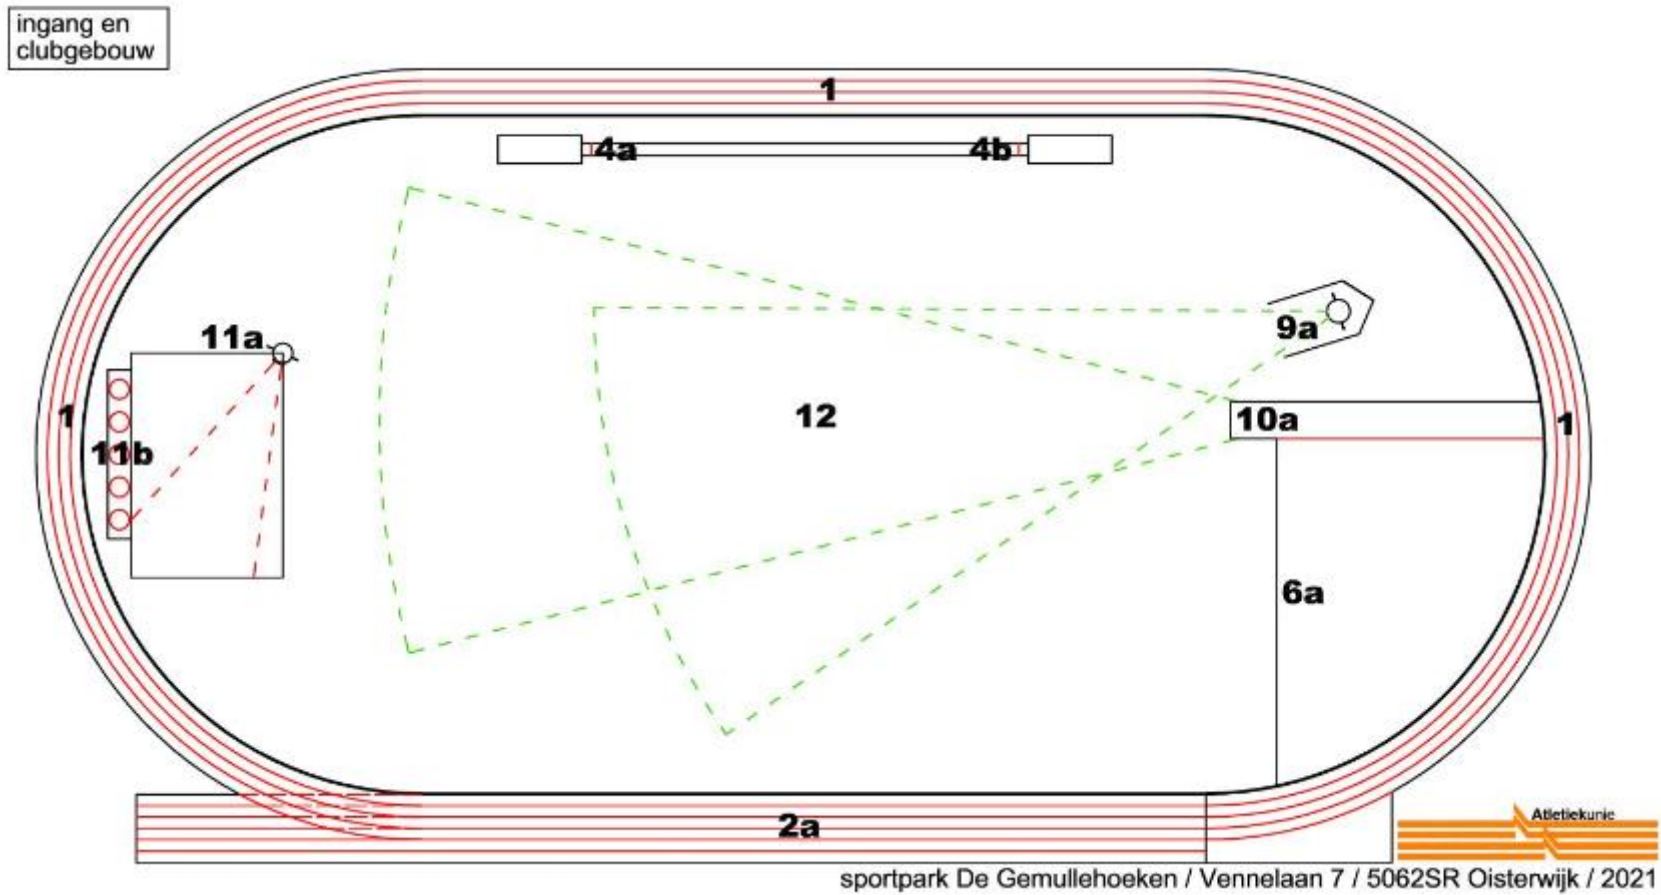 ingang en
clubgebouw
1
4a
4b
11a
9a
1
12
10a
1
11b
6a
2a
Atletiekunie
sportpark De Gemullehoeken / Vennelaan 7 / 5062SR Oisterwijk / 2021